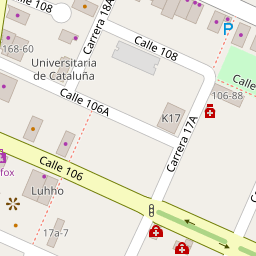 Calle 108
Carrera 18A
168-60
Calle 108
P
Universitaria
de Cataluña
Calle
106-88
Calle 106A
K17
Carrera 17A
Calle 106
fox
Luhho
17a-7